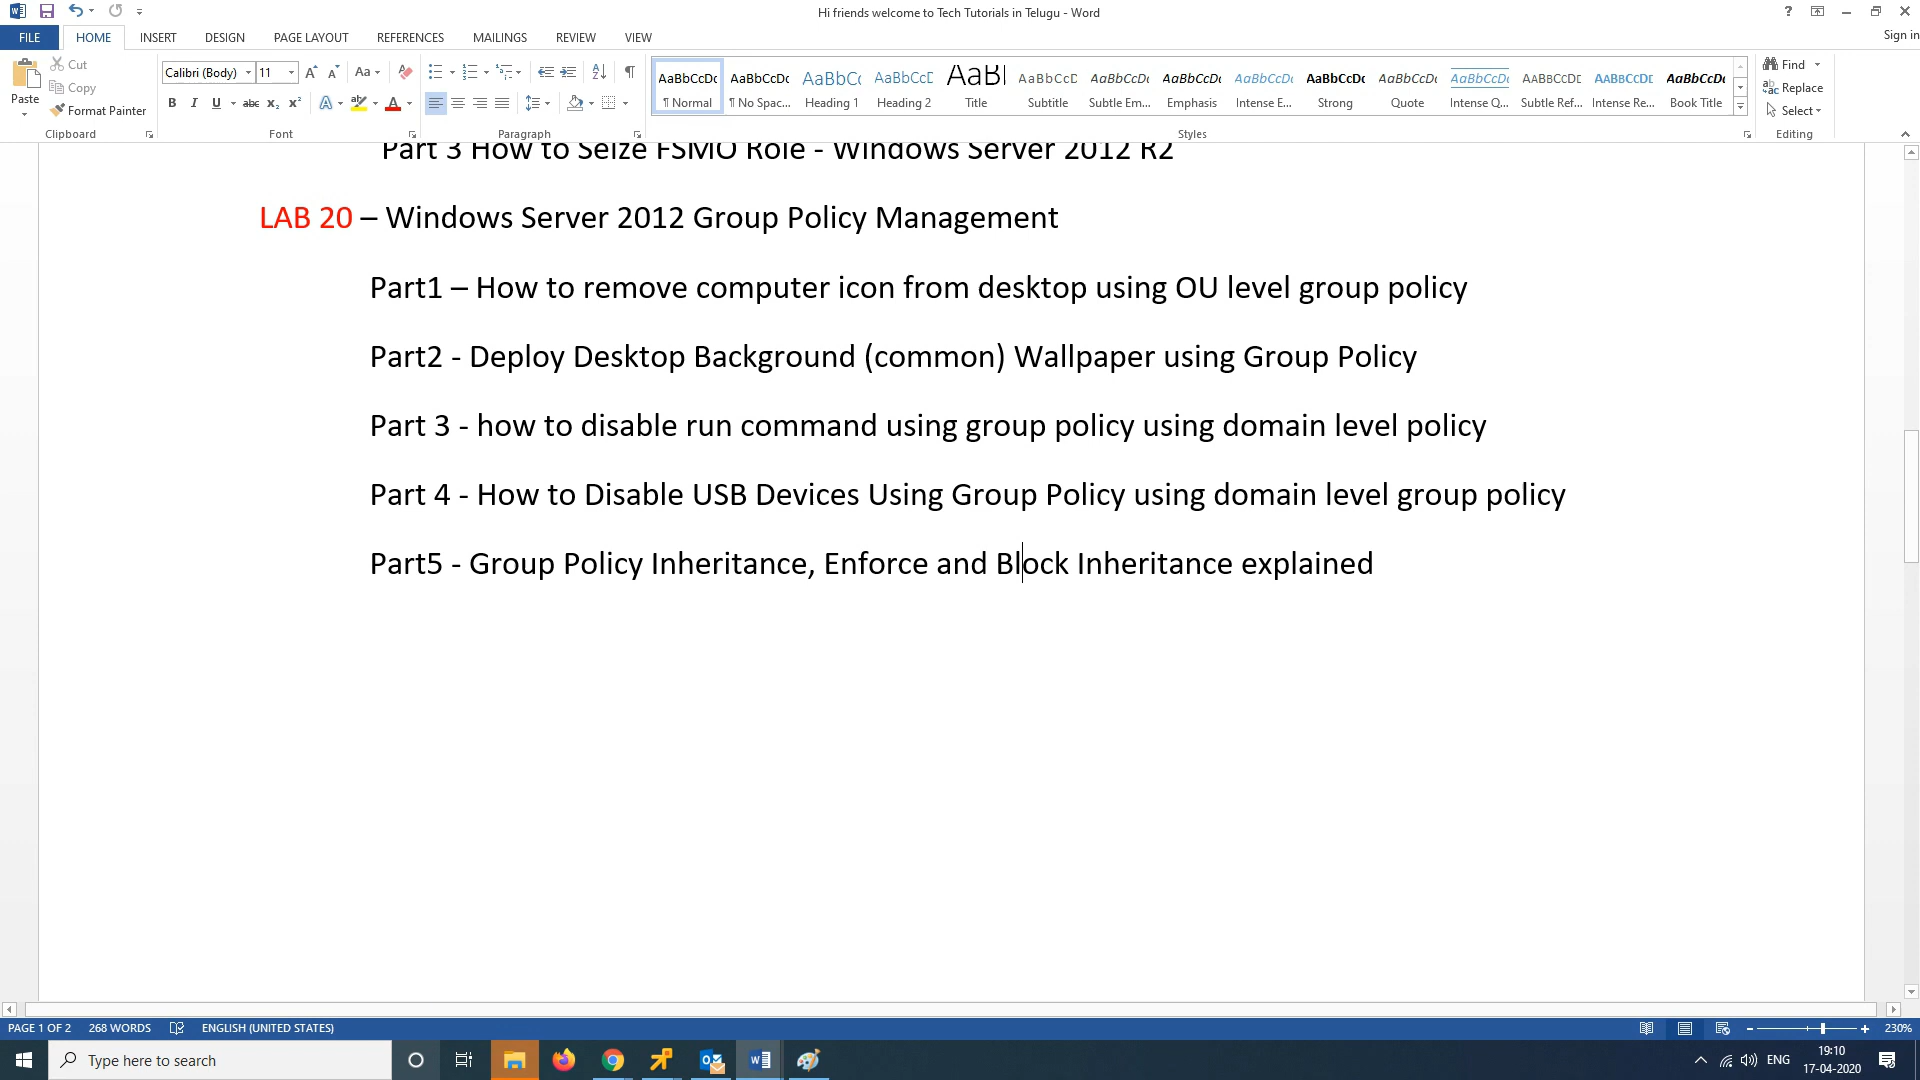 Hi friends welcome to Tech Tutorials in Telugu - Word
Sign in
FILE HOME INSERT DESIGN PAGE LAYOUT REFERENCES MAILINGS REVIEW VIEW
Paste
Cut
Copy
Format Painter
Clipboard
Calibri (Body) 11
Font
Paragraph
AaBbCcDc AaBbCcDc AaBbCc AaBbCcD AaBl AaBbCcD AaBbCcDc AaBbCcDc AaBbCcDc AaBbCcDc AaBbCcDc AaBbCcDc AABBCCDD AABBCCDD AaBbCcDc
¶ Normal ¶ No Spac... Heading 1 Heading 2 Title Subtitle Subtle Em... Emphasis Intense E... Strong Quote Intense Q... Subtle Ref... Intense Re... Book Title
Styles
Find
Replace
Select
Editing
Part 3 How to Seize FSMO Role - Windows Server 2012 R2
LAB 20 – Windows Server 2012 Group Policy Management
Part1 – How to remove computer icon from desktop using OU level group policy
Part2 - Deploy Desktop Background (common) Wallpaper using Group Policy
Part 3 - how to disable run command using group policy using domain level policy
Part 4 - How to Disable USB Devices Using Group Policy using domain level group policy
Part5 - Group Policy Inheritance, Enforce and Block Inheritance explained
PAGE 1 OF 2 268 WORDS ENGLISH (UNITED STATES) 230%
Type here to search
ENG
19:10
17-04-2020